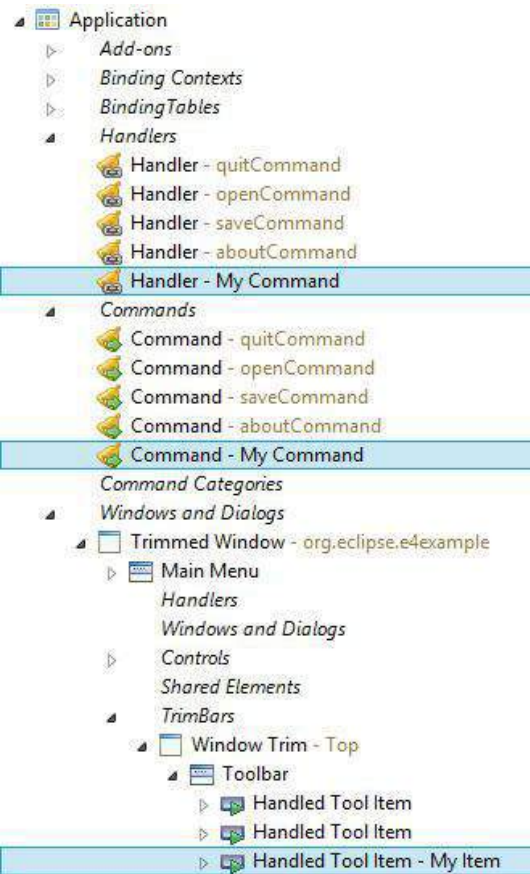 Application
Add-ons
Binding Contexts
BindingTables
Handlers
Handler - quitCommand
Handler - openCommand
Handler - saveCommand
Handler - aboutCommand
Handler - My Command
Commands
Command - quitCommand
Command - openCommand
Command - saveCommand
Command - aboutCommand
Command - My Command
Command Categories
Windows and Dialogs
Trimmed Window - org.eclipse.e4example
Main Menu
Handlers
Windows and Dialogs
Controls
Shared Elements
TrimBars
Window Trim - Top
Toolbar
Handled Tool Item
Handled Tool Item
Handled Tool Item - My Item